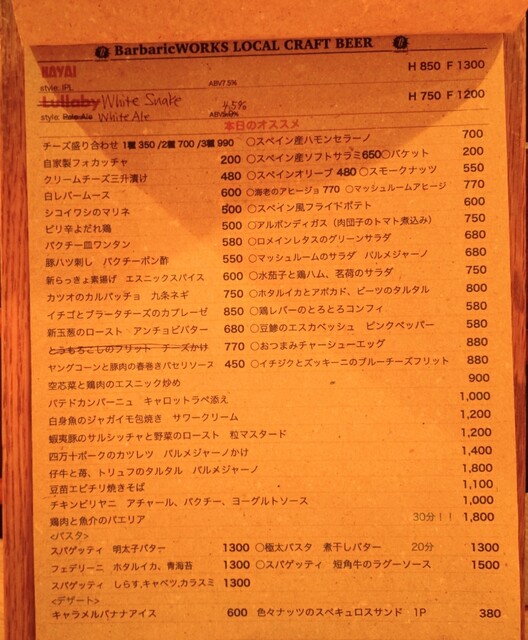 BarbaricWORKS LOCAL CRAFT BEER
HAYAI H 850 F 1300
style: IPL ABV7.5%
Lullaby White Snake 4.5% H 750 F 1200
style: Pale Ale White Ale
本日のオススメ
チーズ盛り合わせ 1種 350 /2種 700 /3種 990 〇スペイン産ハモンセラーノ 700
自家製フォカッチャ 200 〇スペイン産ソフトサラミ650〇バケット 200
クリームチーズ三升漬け 480 〇スペインオリーブ 480 〇スモークナッツ 550
白レバームース 600 〇海老のアヒージョ 770 〇マッシュルームアヒージョ 770
シコイワシのマリネ 500 〇スペイン風フライドポテト 600
ピリ辛よだれ鶏 500 〇アルボンディガス（肉団子のトマト煮込み） 750
パクチー皿ワンタン 580 〇ロメインレタスのグリーンサラダ 680
豚ハツ刺し パクチーポン酢 550 〇マッシュルームのサラダ パルメジャーノ 680
新らっきょ素揚げ エスニックスパイス 600 〇水茄子と鶏ハム、茗荷のサラダ 750
カツオのカルパッチョ 九条ネギ 750 〇ホタルイカとアボカド、ビーツのタルタル 800
イチゴとブラータチーズのカプレーゼ 850 〇鶏レバーのとろとろコンフィ 580
新玉葱のロースト アンチョビバター 680 〇豆鯵のエスカベッシュ ピンクペッパー 580
とうもろこしのフリット チーズかけ 770 〇おつまみチャーシューエッグ 880
ヤングコーンと豚肉の春巻きパセリソース 450 〇イチジクとズッキーニのブルーチーズフリット 880
空芯菜と鶏肉のエスニック炒め 900
パテドカンパーニュ キャロットラペ添え 1,000
白身魚のジャガイモ包焼き サワークリーム 1,200
蝦夷豚のサルシッチャと野菜のロースト 粒マスタード 1,200
四万十ポークのカツレツ パルメジャーノかけ 1,400
仔牛と苺、トリュフのタルタル パルメジャーノ 1,800
豆苗エビチリ焼きそば 1,100
チキンビリヤニ アチャール、パクチー、ヨーグルトソース 1,000
鶏肉と魚介のパエリア 30分！！ 1,800
<パスタ>
スパゲッティ 明太子バター 1300 〇極太パスタ 煮干しバター 20分 1300
フェデリーニ ホタルイカ、青海苔 1300 〇スパゲッティ 短角牛のラグーソース 1500
スパゲッティ しらす,キャベツ,カラスミ 1300
<デザート>
キャラメルバナナアイス 600 色々ナッツのスペキュロスサンド 1P 380